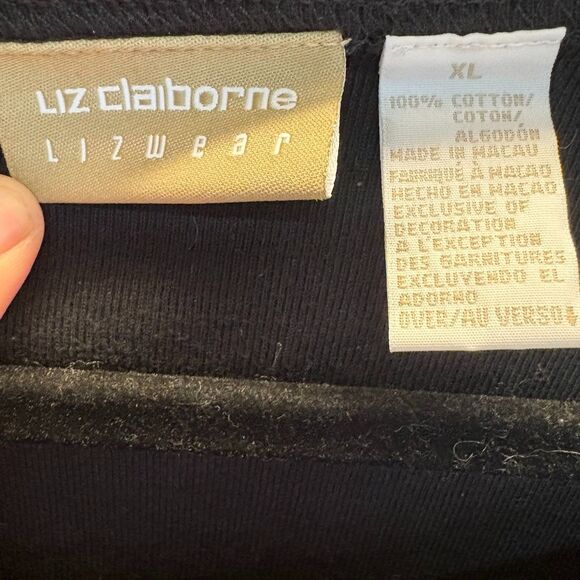 Liz claiborne
LIZwear
XL
100% COTTON/
COTON/
ALGODÓN
MADE IN MACAU
FABRIQUÉ À MACAO
HECHO EN MACAO
EXCLUSIVE OF
DECORATION
À L'EXCEPTION
DES GARNITURES
EXCLUYENDO EL
ADORNO
OVER/AU VERSO